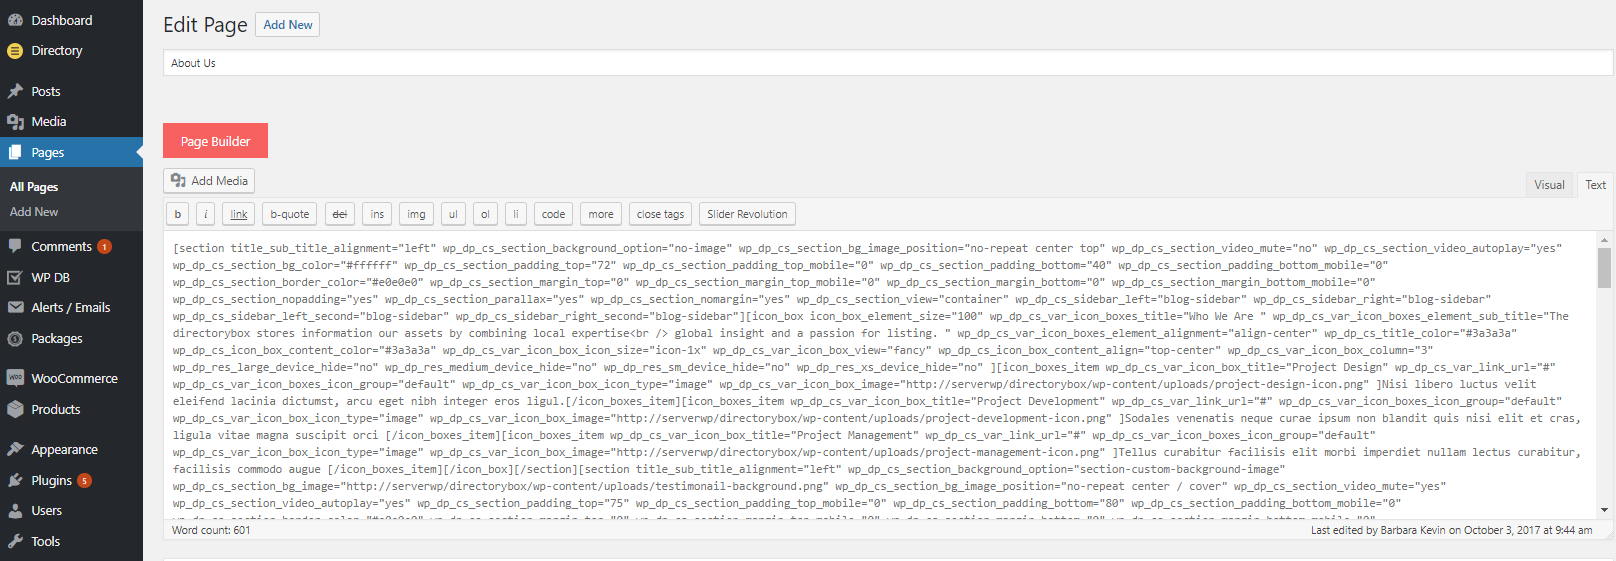 Dashboard
Directory
Posts
Media
Pages
All Pages
Add New
Comments 1
WP DB
Alerts / Emails
Packages
WooCommerce
Products
Appearance
Plugins 5
Users
Tools
Edit Page Add New
About Us
Page Builder
Add Media
Visual Text
b i link b-quote del ins img ul ol li code more close tags Slider Revolution
[section title_sub_title_alignment="left" wp_dp_cs_section_background_option="no-image" wp_dp_cs_section_bg_image_position="no-repeat center top" wp_dp_cs_section_video_mute="no" wp_dp_cs_section_video_autoplay="yes"
wp_dp_cs_section_bg_color="#ffffff" wp_dp_cs_section_padding_top="72" wp_dp_cs_section_padding_top_mobile="0" wp_dp_cs_section_padding_bottom="40" wp_dp_cs_section_padding_bottom_mobile="0"
wp_dp_cs_section_border_color="#e0e0e0" wp_dp_cs_section_margin_top="0" wp_dp_cs_section_margin_top_mobile="0" wp_dp_cs_section_margin_bottom="0" wp_dp_cs_section_margin_bottom_mobile="0"
wp_dp_cs_section_nopadding="yes" wp_dp_cs_section_parallax="yes" wp_dp_cs_section_nomargin="yes" wp_dp_cs_section_view="container" wp_dp_cs_sidebar_left="blog-sidebar" wp_dp_cs_sidebar_right="blog-sidebar"
wp_dp_cs_sidebar_left_second="blog-sidebar" wp_dp_cs_sidebar_right_second="blog-sidebar"][icon_box icon_box_element_size="100" wp_dp_cs_var_icon_boxes_title="Who We Are " wp_dp_cs_var_icon_boxes_element_sub_title="The
directorybox stores information our assets by combining local expertise<br /> global insight and a passion for listing. " wp_dp_cs_var_icon_boxes_element_alignment="align-center" wp_dp_cs_title_color="#3a3a3a"
wp_dp_cs_icon_box_content_color="#3a3a3a" wp_dp_cs_var_icon_box_icon_size="icon-1x" wp_dp_cs_var_icon_box_view="fancy" wp_dp_cs_icon_box_content_align="top-center" wp_dp_cs_var_icon_box_column="3"
wp_dp_res_large_device_hide="no" wp_dp_res_medium_device_hide="no" wp_dp_res_sm_device_hide="no" wp_dp_res_xs_device_hide="no" ][icon_boxes_item wp_dp_cs_var_icon_box_title="Project Design" wp_dp_cs_var_link_url="#"
wp_dp_cs_var_icon_boxes_icon_group="default" wp_dp_cs_var_icon_box_icon_type="image" wp_dp_cs_var_icon_box_image="http://serverwp/directorybox/wp-content/uploads/project-design-icon.png" ]Nisi libero luctus velit
eleifend lacinia dictumst, arcu eget nibh integer eros ligul.[/icon_boxes_item][icon_boxes_item wp_dp_cs_var_icon_box_title="Project Development" wp_dp_cs_var_link_url="#" wp_dp_cs_var_icon_boxes_icon_group="default"
wp_dp_cs_var_icon_box_icon_type="image" wp_dp_cs_var_icon_box_image="http://serverwp/directorybox/wp-content/uploads/project-development-icon.png" ]Sodales venenatis neque curae ipsum non blandit quis nisi elit et cras,
ligula vitae magna suscipit orci [/icon_boxes_item][icon_boxes_item wp_dp_cs_var_icon_box_title="Project Management" wp_dp_cs_var_link_url="#" wp_dp_cs_var_icon_boxes_icon_group="default"
wp_dp_cs_var_icon_box_icon_type="image" wp_dp_cs_var_icon_box_image="http://serverwp/directorybox/wp-content/uploads/project-management-icon.png" ]Tellus curabitur facilisis elit morbi imperdiet nullam lectus curabitur,
facilisis commodo augue [/icon_boxes_item][/icon_box][/section][section title_sub_title_alignment="left" wp_dp_cs_section_background_option="section-custom-background-image"
wp_dp_cs_section_bg_image="http://serverwp/directorybox/wp-content/uploads/testimonail-background.png" wp_dp_cs_section_bg_image_position="no-repeat center / cover" wp_dp_cs_section_video_mute="yes"
wp_dp_cs_section_video_autoplay="yes" wp_dp_cs_section_padding_top="75" wp_dp_cs_section_padding_top_mobile="0" wp_dp_cs_section_padding_bottom="80" wp_dp_cs_section_padding_bottom_mobile="0"
wp_dp_cs_section_border_color="#e0e0e0" wp_dp_cs_section_margin_top="0" wp_dp_cs_section_margin_top_mobile="0" wp_dp_cs_section_margin_bottom="0" wp_dp_cs_section_margin_bottom_mobile="0"
Word count: 601
Last edited by Barbara Kevin on October 3, 2017 at 9:44 am